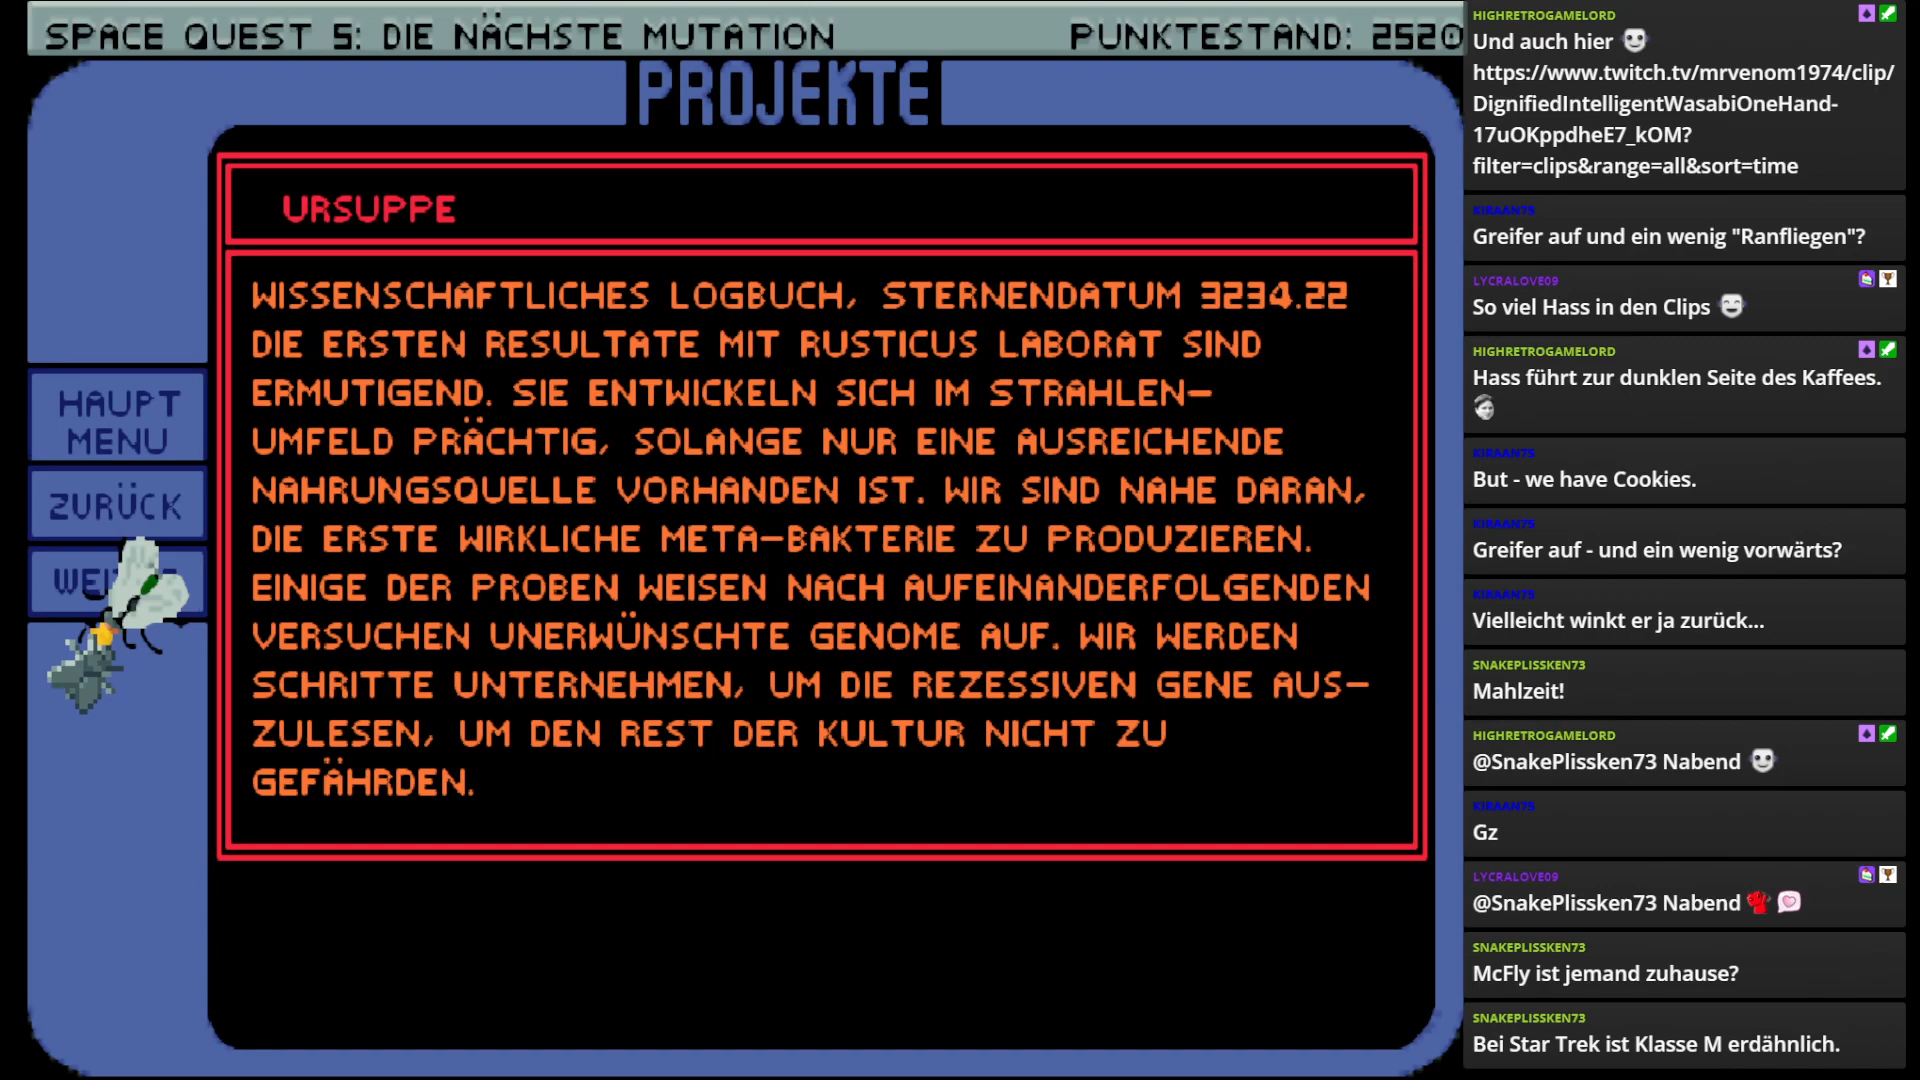 SPACE QUEST 5: DIE NÄCHSTE MUTATION
PUNKTESTAND: 2520
PROJEKTE
URSUPPE
WISSENSCHAFTLICHES LOGBUCH, STERNENDATUM 3234.22
DIE ERSTEN RESULTATE MIT RUSTICUS LABORAT SIND
ERMUTIGEND. SIE ENTWICKELN SICH IM STRAHLEN-
UMFELD PRÄCHTIG, SOLANGE NUR EINE AUSREICHENDE
NAHRUNGSQUELLE VORHANDEN IST. WIR SIND NAHE DARAN,
DIE ERSTE WIRKLICHE META-BAKTERIE ZU PRODUZIEREN.
EINIGE DER PROBEN WEISEN NACH AUFEINANDERFOLGENDEN
VERSUCHEN UNERWÜNSCHTE GENOME AUF. WIR WERDEN
SCHRITTE UNTERNEHMEN, UM DIE REZESSIVEN GENE AUS-
ZULESEN, UM DEN REST DER KULTUR NICHT ZU
GEFÄHRDEN.
HAUPT
MENU
ZURÜCK
HIGHRETROGAMELORD
Und auch hier
https://www.twitch.tv/mrvenom1974/clip/
DignifiedIntelligentWasabiOneHand-
17uOKppdheE7_kOM?
filter=clips&range=all&sort=time
KIRAAN75
Greifer auf und ein wenig "Ranfliegen"?
LYCRALOVE09
So viel Hass in den Clips
HIGHRETROGAMELORD
Hass führt zur dunklen Seite des Kaffees.
KIRAAN75
But - we have Cookies.
KIRAAN75
Greifer auf - und ein wenig vorwärts?
KIRAAN75
Vielleicht winkt er ja zurück...
SNAKEPLISSKEN73
Mahlzeit!
HIGHRETROGAMELORD
@SnakePlissken73 Nabend
KIRAAN75
Gz
LYCRALOVE09
@SnakePlissken73 Nabend
SNAKEPLISSKEN73
McFly ist jemand zuhause?
SNAKEPLISSKEN73
Bei Star Trek ist Klasse M erdähnlich.